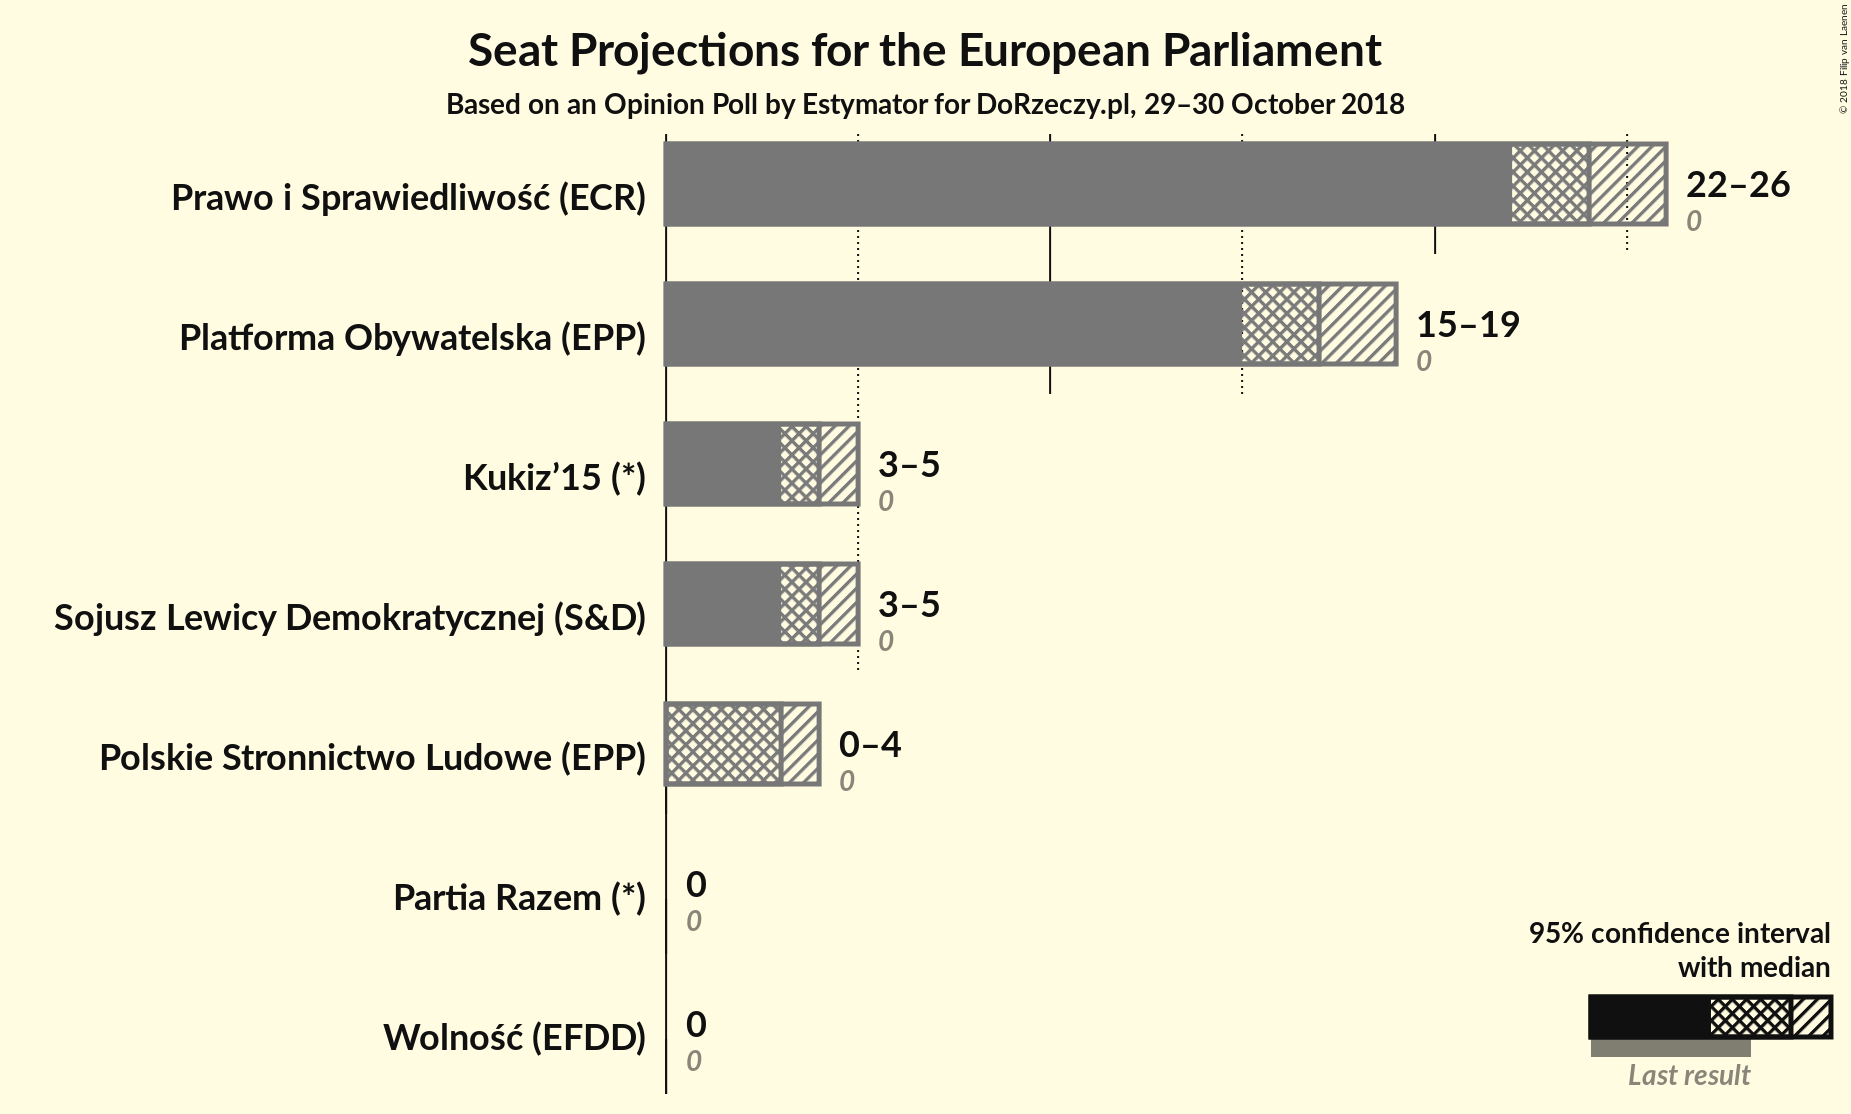 Seat Projections for the European Parliament
Based on an Opinion Poll by Estymator for DoRzeczy.pl, 29–30 October 2018
© 2018 Filip van Laenen
Prawo i Sprawiedliwość (ECR)
22–26
0
Platforma Obywatelska (EPP)
15–19
0
Kukiz’15 (*)
3–5
0
Sojusz Lewicy Demokratycznej (S&D)
3–5
0
Polskie Stronnictwo Ludowe (EPP)
0–4
0
Partia Razem (*)
0
0
Wolność (EFDD)
0
0
95% confidence interval
with median
Last result